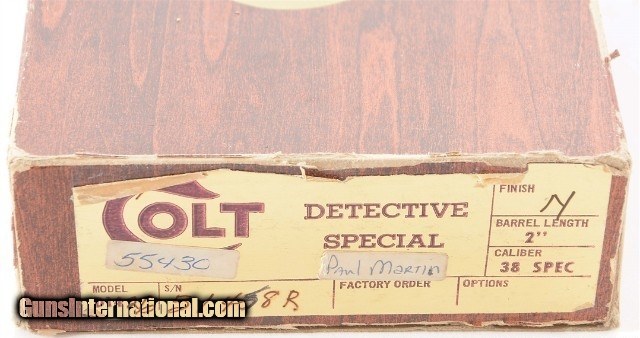 COLT
DETECTIVE
SPECIAL
55430
Paul Martin
FINISH
N
BARREL LENGTH
2"
CALIBER
38 SPEC
MODEL
S/N
8 R
FACTORY ORDER
OPTIONS
GunsInternational.com